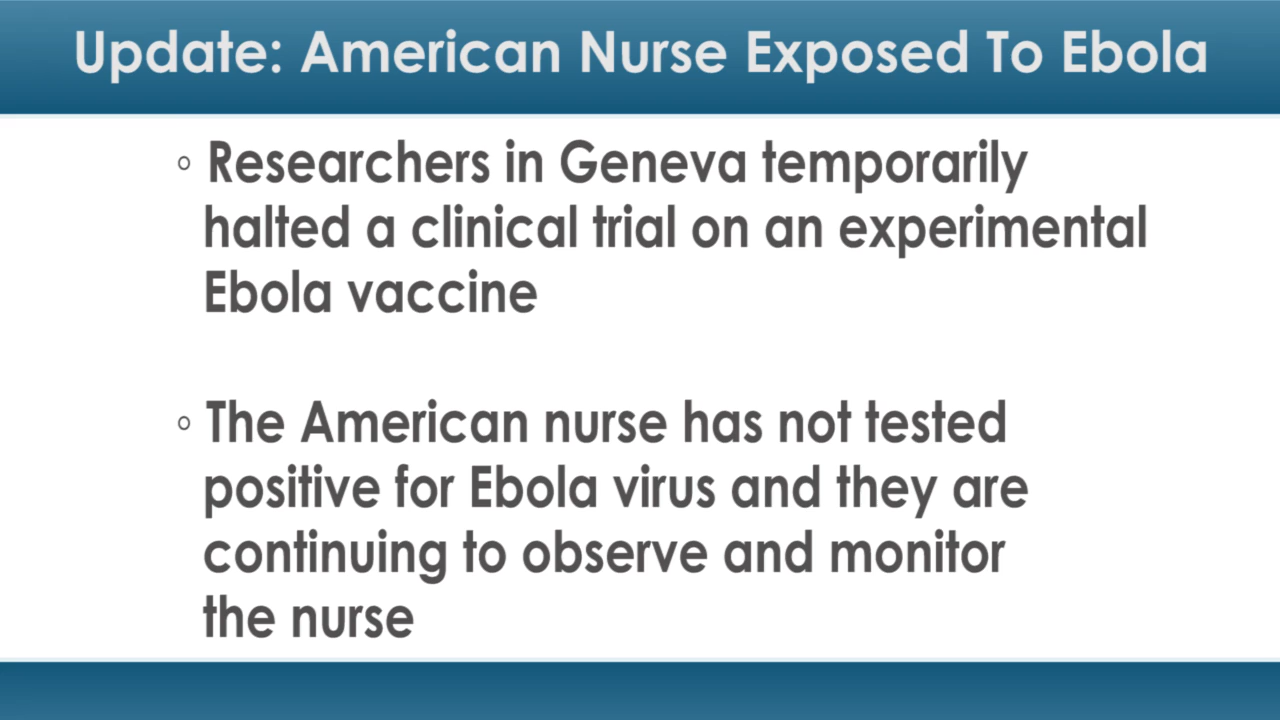 Update: American Nurse Exposed To Ebola
◦ Researchers in Geneva temporarily
halted a clinical trial on an experimental
Ebola vaccine
◦ The American nurse has not tested
positive for Ebola virus and they are
continuing to observe and monitor
the nurse